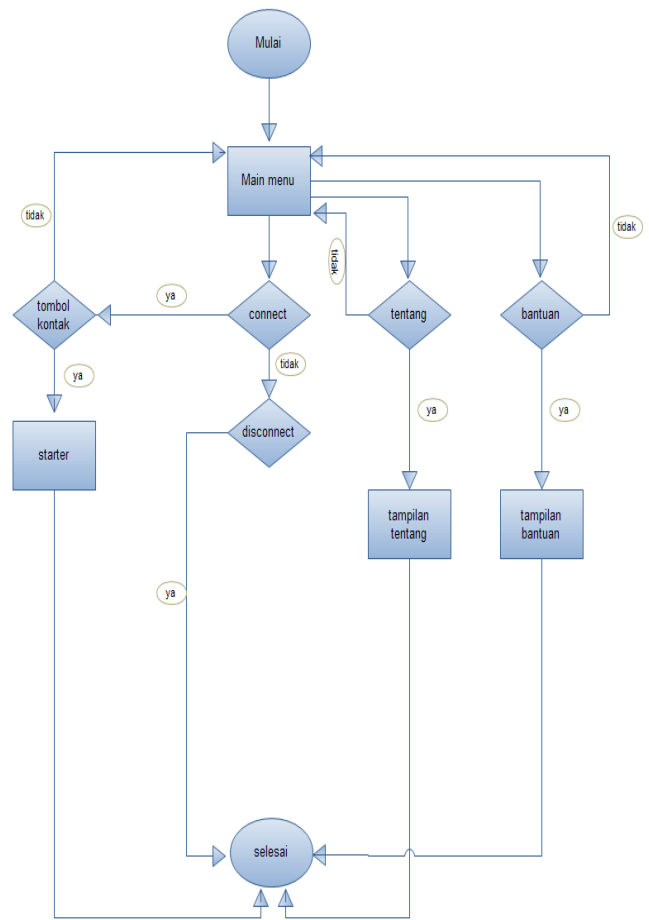 Mulai
Main menu
tidak
tidak
tidak
tombol
kontak
ya
connect
tentang
bantuan
ya
tidak
starter
disconnect
ya
ya
tampilan
tentang
tampilan
bantuan
ya
selesai